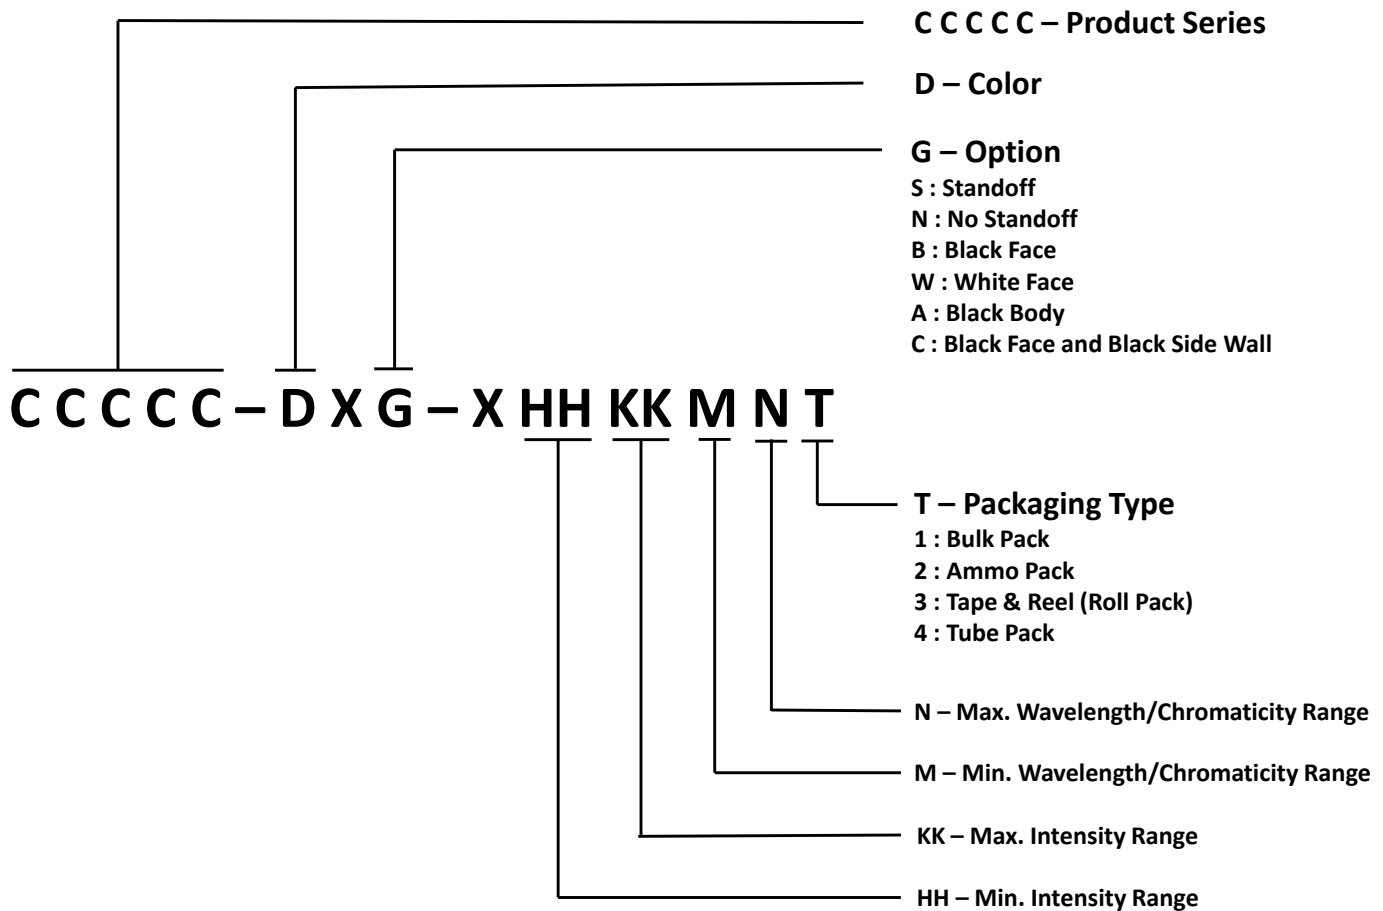 C C C C C – Product Series
D – Color
G – Option
S : Standoff
N : No Standoff
B : Black Face
W : White Face
A : Black Body
C : Black Face and Black Side Wall
C C C C C – D X G – X HH KK M N T
T – Packaging Type
1 : Bulk Pack
2 : Ammo Pack
3 : Tape & Reel (Roll Pack)
4 : Tube Pack
N – Max. Wavelength/Chromaticity Range
M – Min. Wavelength/Chromaticity Range
KK – Max. Intensity Range
HH – Min. Intensity Range